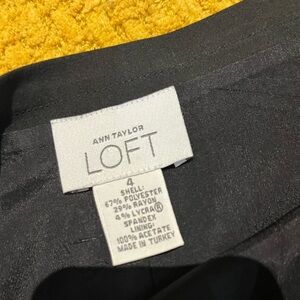 ANN TAYLOR
LOFT
4
SHELL:
67% POLYESTER
29% RAYON
4% LYCRA®
SPANDEX
LINING:
100% ACETATE
MADE IN TURKEY